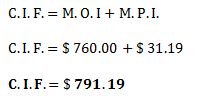 C.I.F. = M.O.I + M.P.I.
C.I.F. = $ 760.00 + $ 31.19
C.I.F. = $ 791.19